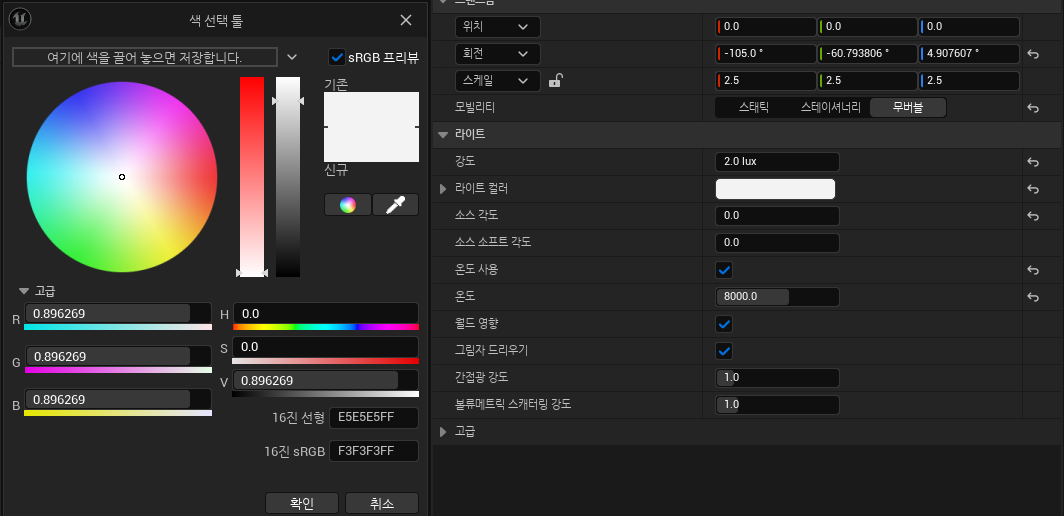 색 선택 툴
여기에 색을 끌어 놓으면 저장합니다.
sRGB 프리뷰
기존
신규
고급
R 0.896269
G 0.896269
B 0.896269
H 0.0
S 0.0
V 0.896269
16진 선형 E5E5E5FF
16진 sRGB F3F3F3FF
확인 취소
위치 0.0 0.0 0.0
회전 -105.0 ° -60.793806 ° 4.907607 °
스케일 2.5 2.5 2.5
모빌리티 스태틱 스테이셔너리 무버블
라이트
강도 2.0 lux
라이트 컬러
소스 각도 0.0
소스 소프트 각도 0.0
온도 사용
온도 8000.0
월드 영향
그림자 드리우기
간접광 강도 1.0
볼류메트릭 스캐터링 강도 1.0
고급